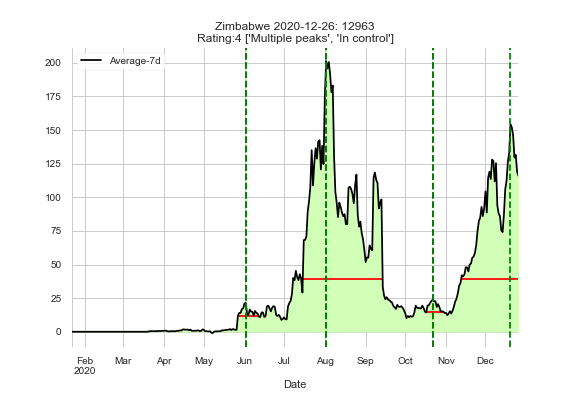 Zimbabwe 2020-12-26: 12963
Rating:4 ['Multiple peaks', 'In control']
Average-7d
200
175
150
125
100
75
50
25
0
Feb Mar Apr May Jun Jul Aug Sep Oct Nov Dec
2020
Date